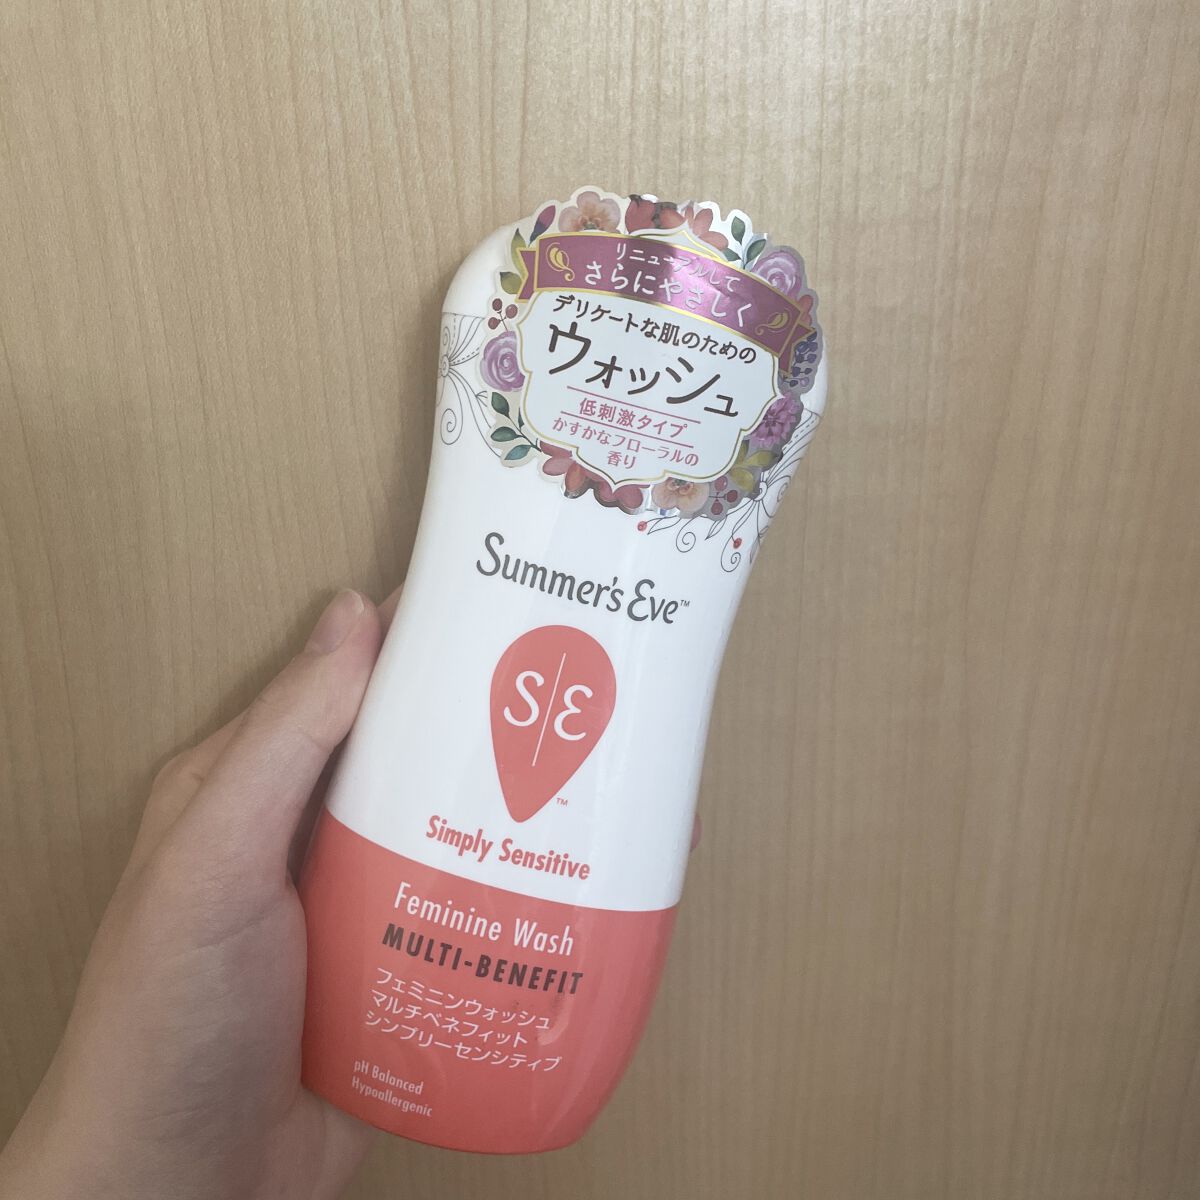 リニューアルして
さらにやさしく
デリケートな肌のための
ウォッシュ
低刺激タイプ
かすかなフローラルの
香り
Summer's Eve™
S|E
™
Simply Sensitive
Feminine Wash
MULTI-BENEFIT
フェミニンウォッシュ
マルチベネフィット
シンプリーセンシティブ
pH Balanced
Hypoallergenic